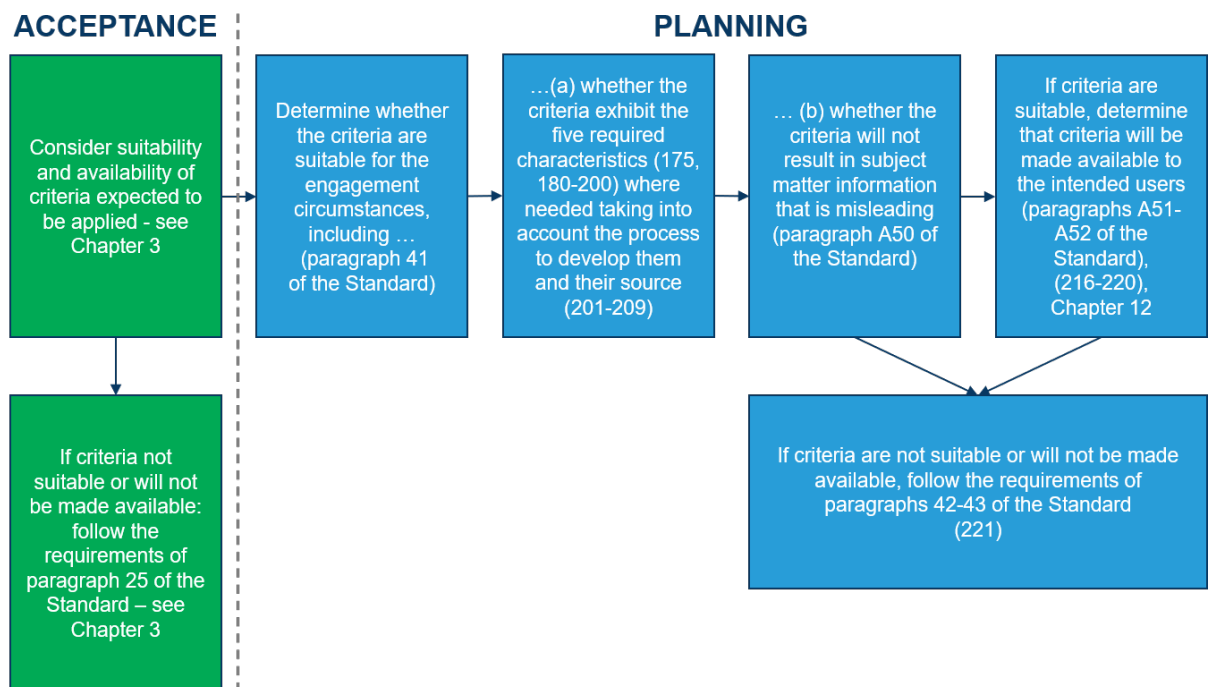 ACCEPTANCE
PLANNING
Consider suitability
and availability of
criteria expected to
be applied - see
Chapter 3
Determine whether
the criteria are
suitable for the
engagement
circumstances,
including …
(paragraph 41
of the Standard)
…(a) whether the
criteria exhibit the
five required
characteristics (175,
180-200) where
needed taking into
account the process
to develop them
and their source
(201-209)
… (b) whether the
criteria will not
result in subject
matter information
that is misleading
(paragraph A50 of
the Standard)
If criteria are
suitable, determine
that criteria will be
made available to
the intended users
(paragraphs A51-
A52 of the
Standard),
(216-220),
Chapter 12
If criteria not
suitable or will not
be made available:
follow the
requirements of
paragraph 25 of the
Standard – see
Chapter 3
If criteria are not suitable or will not be made
available, follow the requirements of
paragraphs 42-43 of the Standard
(221)